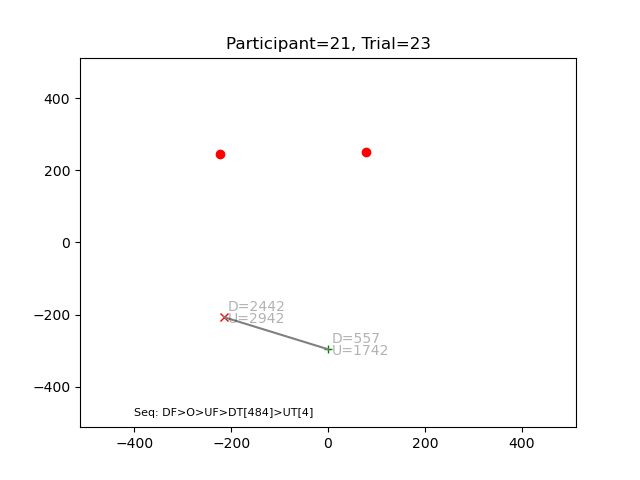 Participant=21, Trial=23
400
200
0
−200
−400
D=2442
U=2942
D=557
U=1742
Seq: DF>O>UF>DT[484]>UT[4]
−400
−200
0
200
400